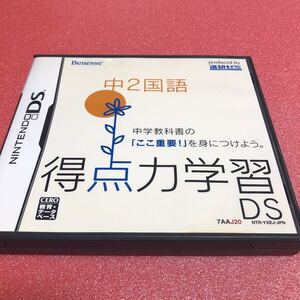 Benesse
produced by
進研ゼミ
中2国語
中学教科書の
「ここ重要!」を身につけよう。
得点力学習
DS
7AAJ20
NTR-YXEJ-JPN
NINTENDO DS
CERO
教育・データベース